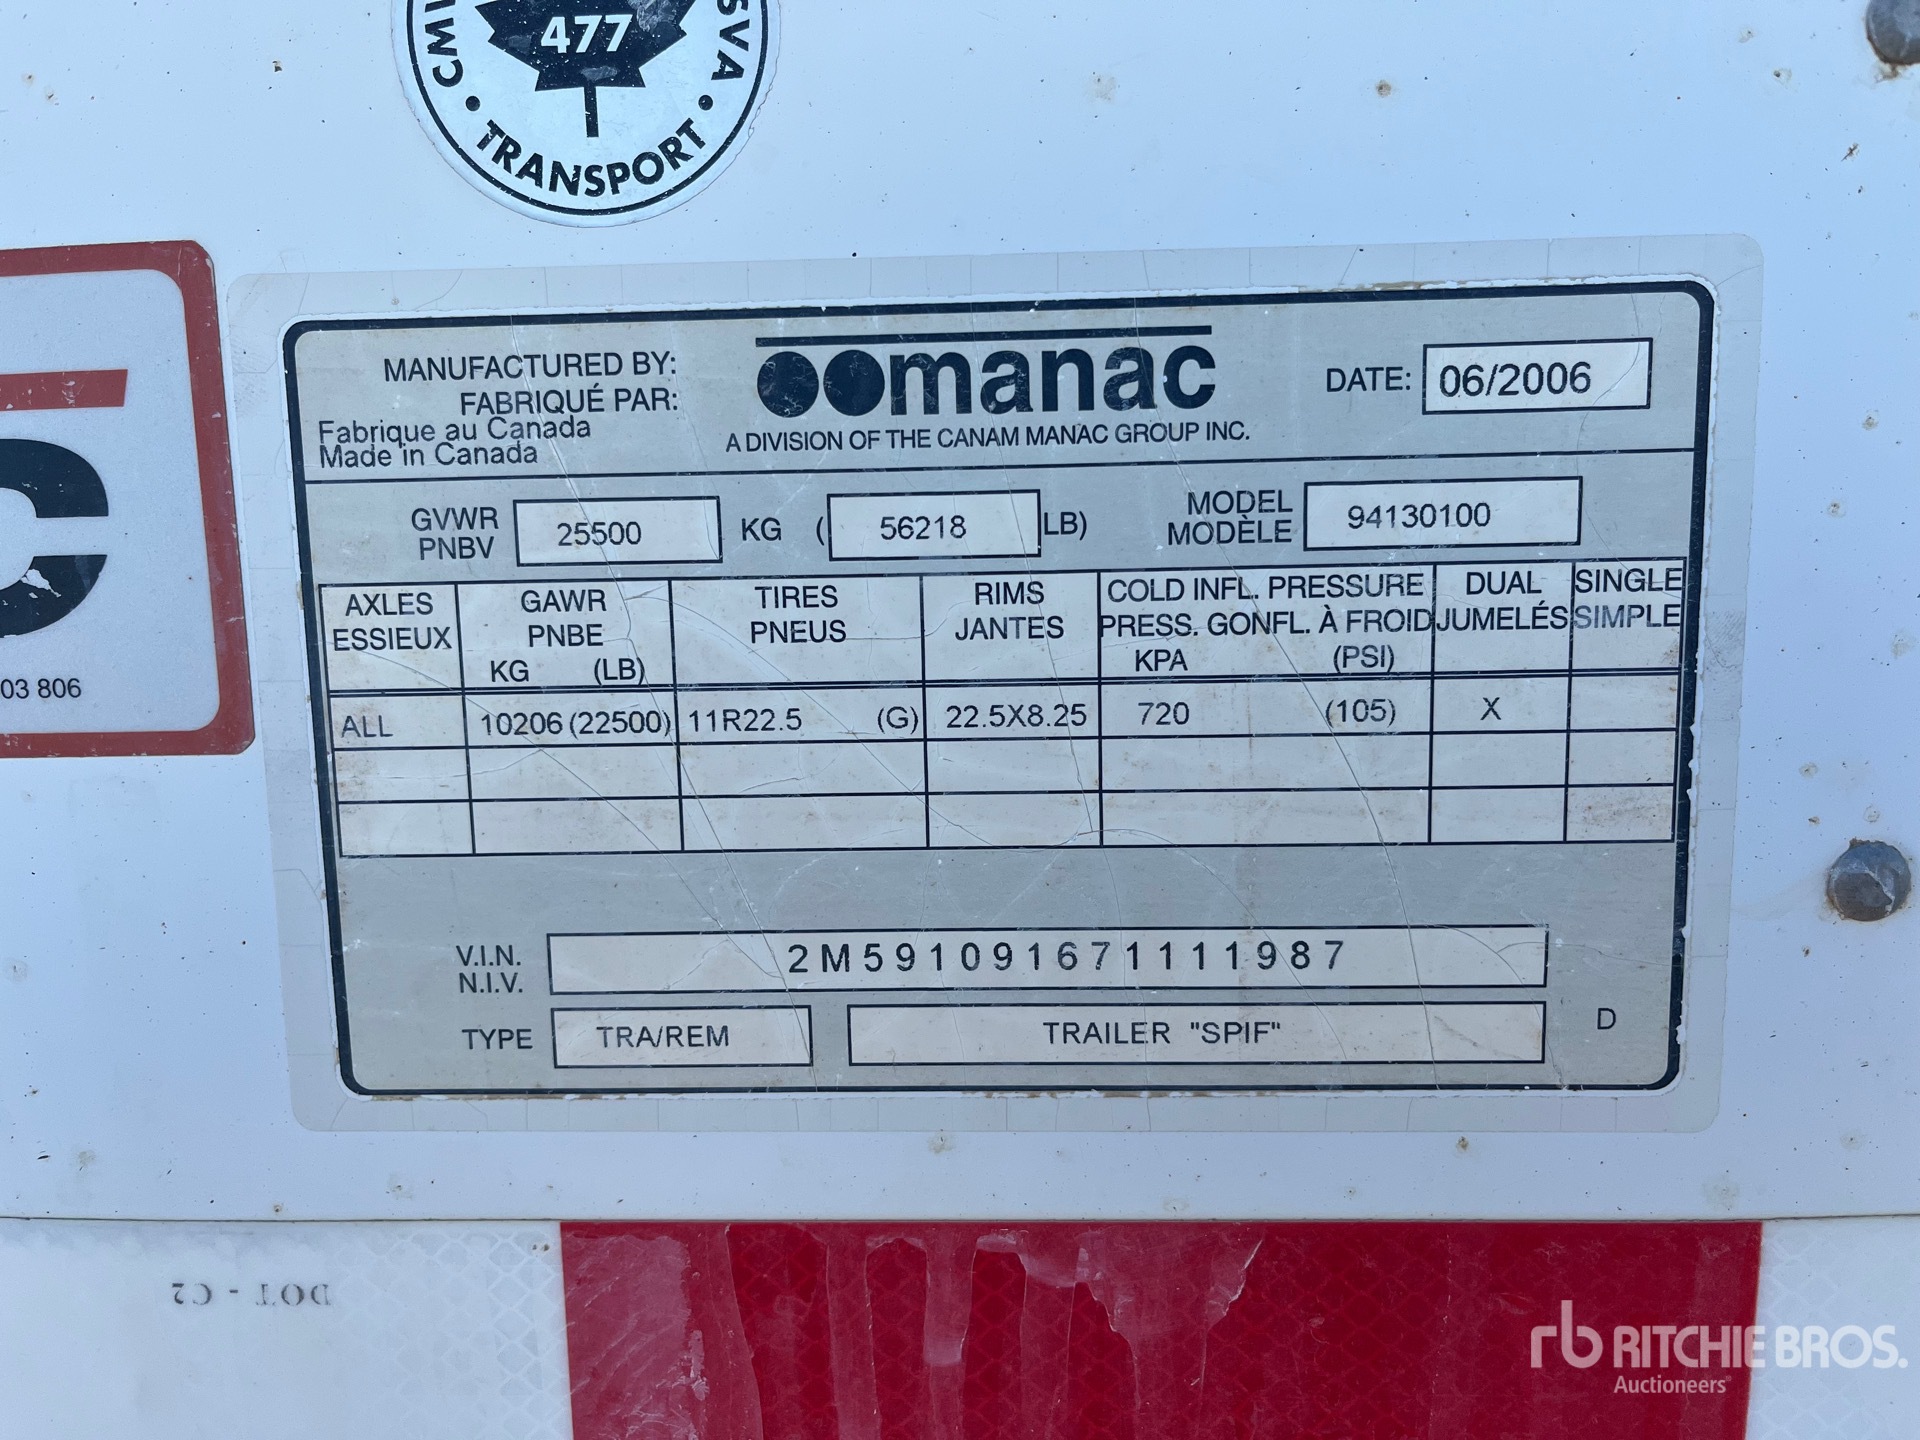 477
TRANSPORT
MANUFACTURED BY:
FABRIQUÉ PAR:
Fabrique au Canada
Made in Canada
manac
A DIVISION OF THE CANAM MANAC GROUP INC.
DATE: 06/2006
GVWR
PNBV
25500 KG ( 56218 LB)
MODEL
MODÈLE
94130100
AXLES
ESSIEUX
GAWR
PNBE
KG (LB)
TIRES
PNEUS
RIMS
JANTES
COLD INFL. PRESSURE
PRESS. GONFL. À FROID
KPA (PSI)
DUAL
JUMELÉS
SINGLE
SIMPLE
ALL 10206 (22500) 11R22.5 (G) 22.5X8.25 720 (105) X
03 806
V.I.N.
N.I.V.
2M591091671111987
TYPE TRA/REM TRAILER "SPIF" D
DOT - C2
rb RITCHIE BROS.
Auctioneers